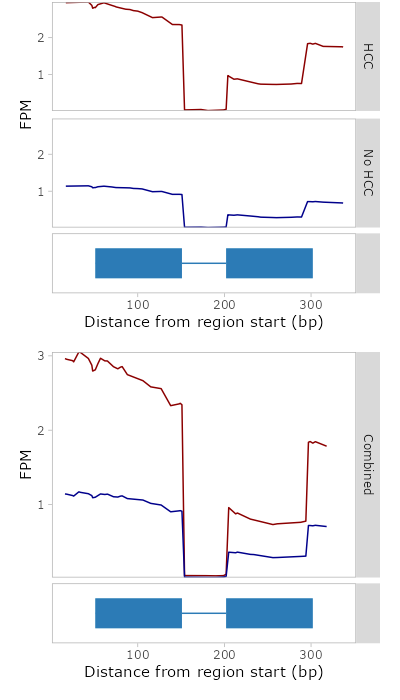 2
1
HCC
FPM
2
1
No HCC
100 200 300
Distance from region start (bp)
3
2
1
FPM
Combined
100 200 300
Distance from region start (bp)